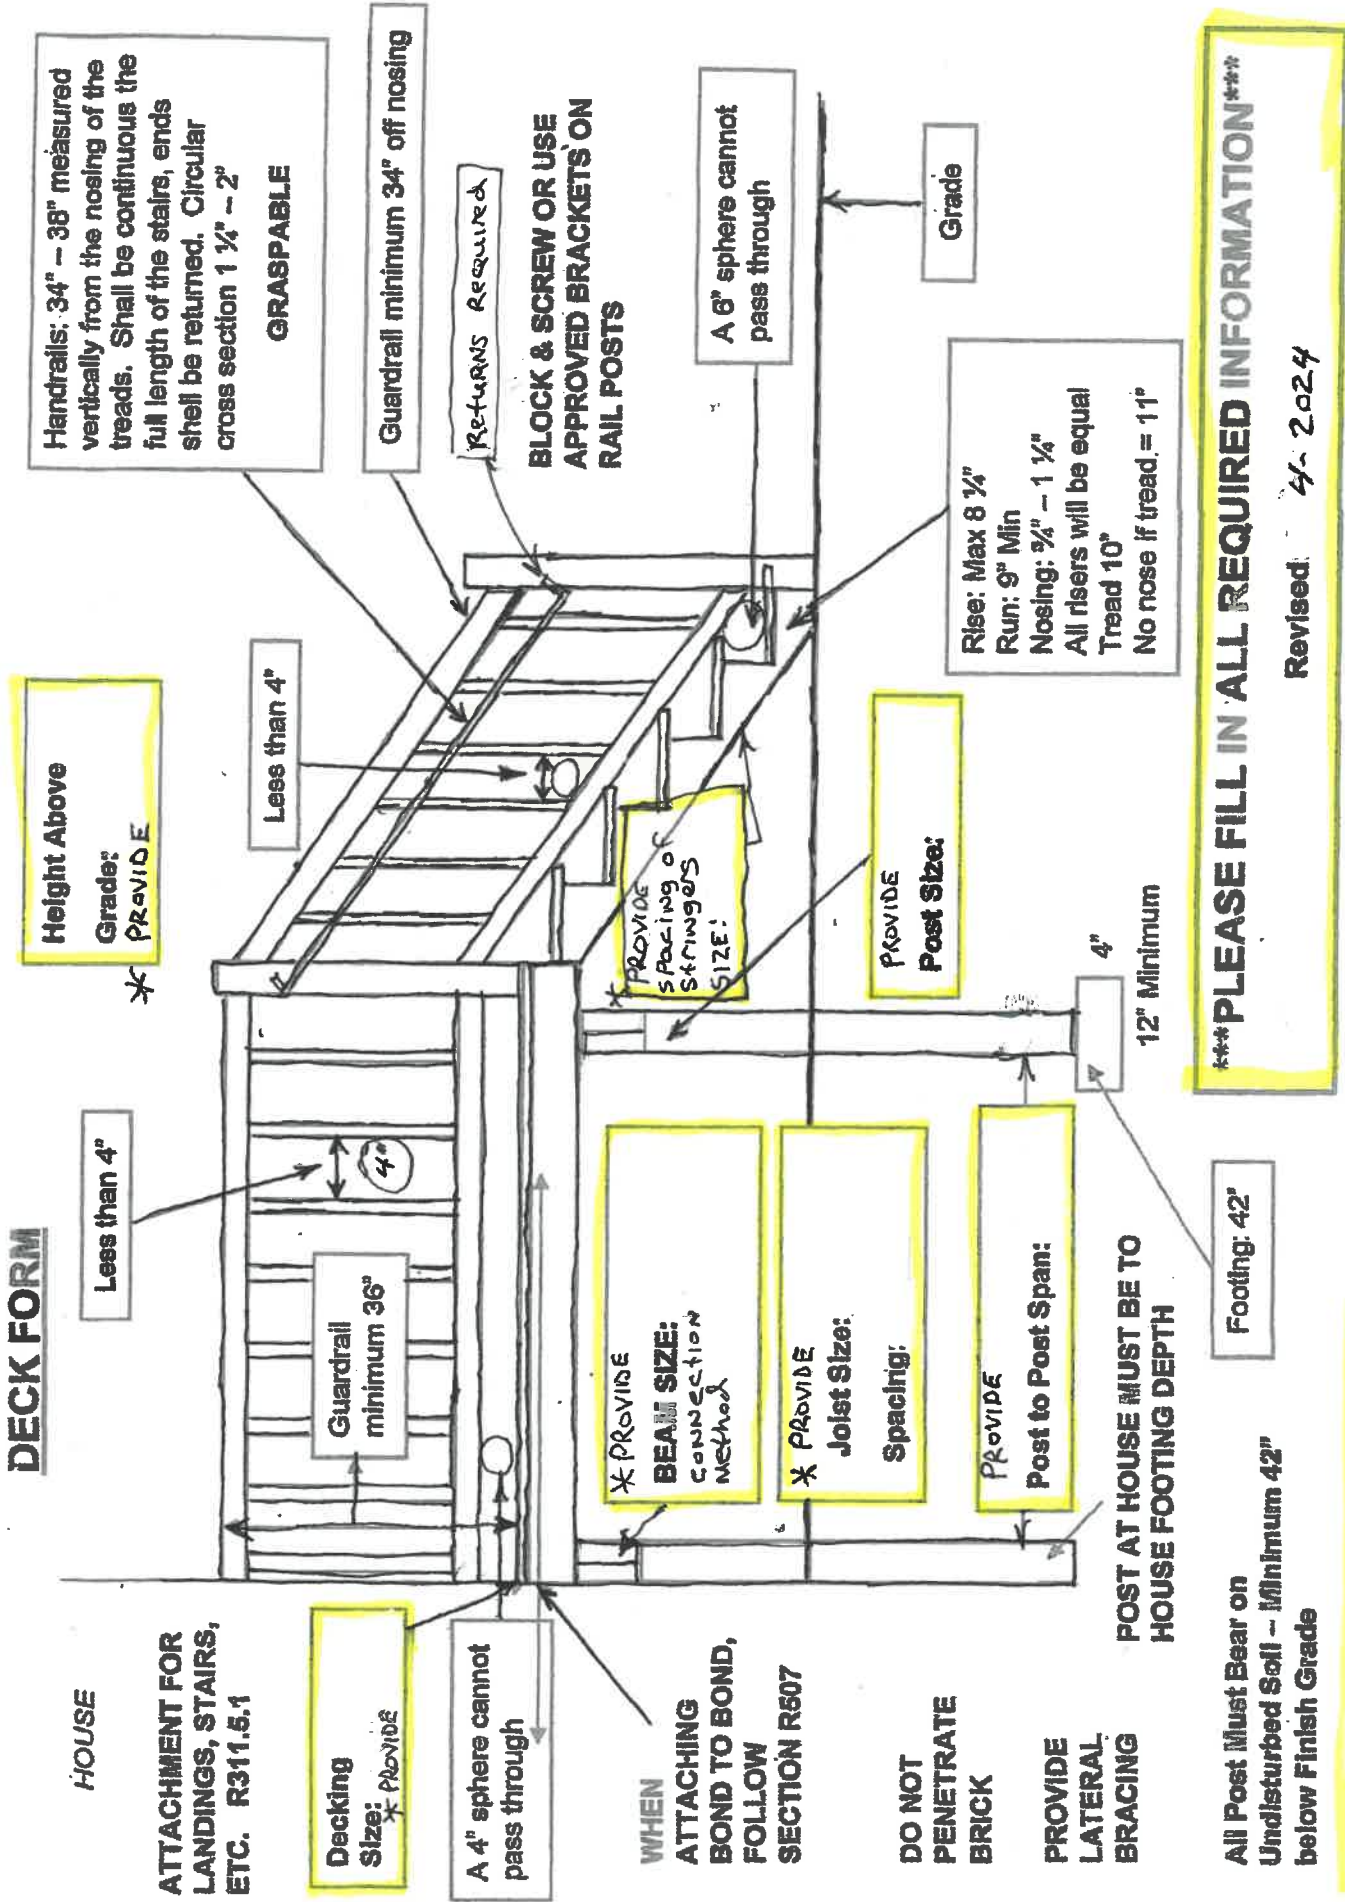 DECK FORM
HOUSE
ATTACHMENT FOR
LANDINGS, STAIRS,
ETC. R311.5.1
Decking
Size:
* PROVIDE
A 4" sphere cannot
pass through
WHEN
ATTACHING
BOND TO BOND,
FOLLOW
SECTION R507
DO NOT
PENETRATE
BRICK
PROVIDE
LATERAL
BRACING
All Post Must Bear on
Undisturbed Soil – Minimum 42"
below Finish Grade
Less than 4"
Guardrail
minimum 36"
4"
* PROVIDE
BEAM SIZE:
connection
method
* PROVIDE
Joist Size:
Spacing:
PROVIDE
Post to Post Span:
POST AT HOUSE MUST BE TO
HOUSE FOOTING DEPTH
Footing: 42"
Height Above
Grade:
* PROVIDE
Less than 4"
* PROVIDE
spacing of
stringers
SIZE:
PROVIDE
Post Size:
4"
12" Minimum
Handrails: 34" – 38" measured
vertically from the nosing of the
treads. Shall be continuous the
full length of the stairs, ends
shell be returned. Circular
cross section 1 ¼" – 2"
GRASPABLE
Guardrail minimum 34" off nosing
Returns Required
BLOCK & SCREW OR USE
APPROVED BRACKETS ON
RAIL POSTS
A 6" sphere cannot
pass through
Grade
Rise: Max 8 ¼"
Run: 9" Min
Nosing: ¾" – 1 ¼"
All risers will be equal
Tread 10"
No nose if tread = 11"
***PLEASE FILL IN ALL REQUIRED INFORMATION***
Revised 4-2024